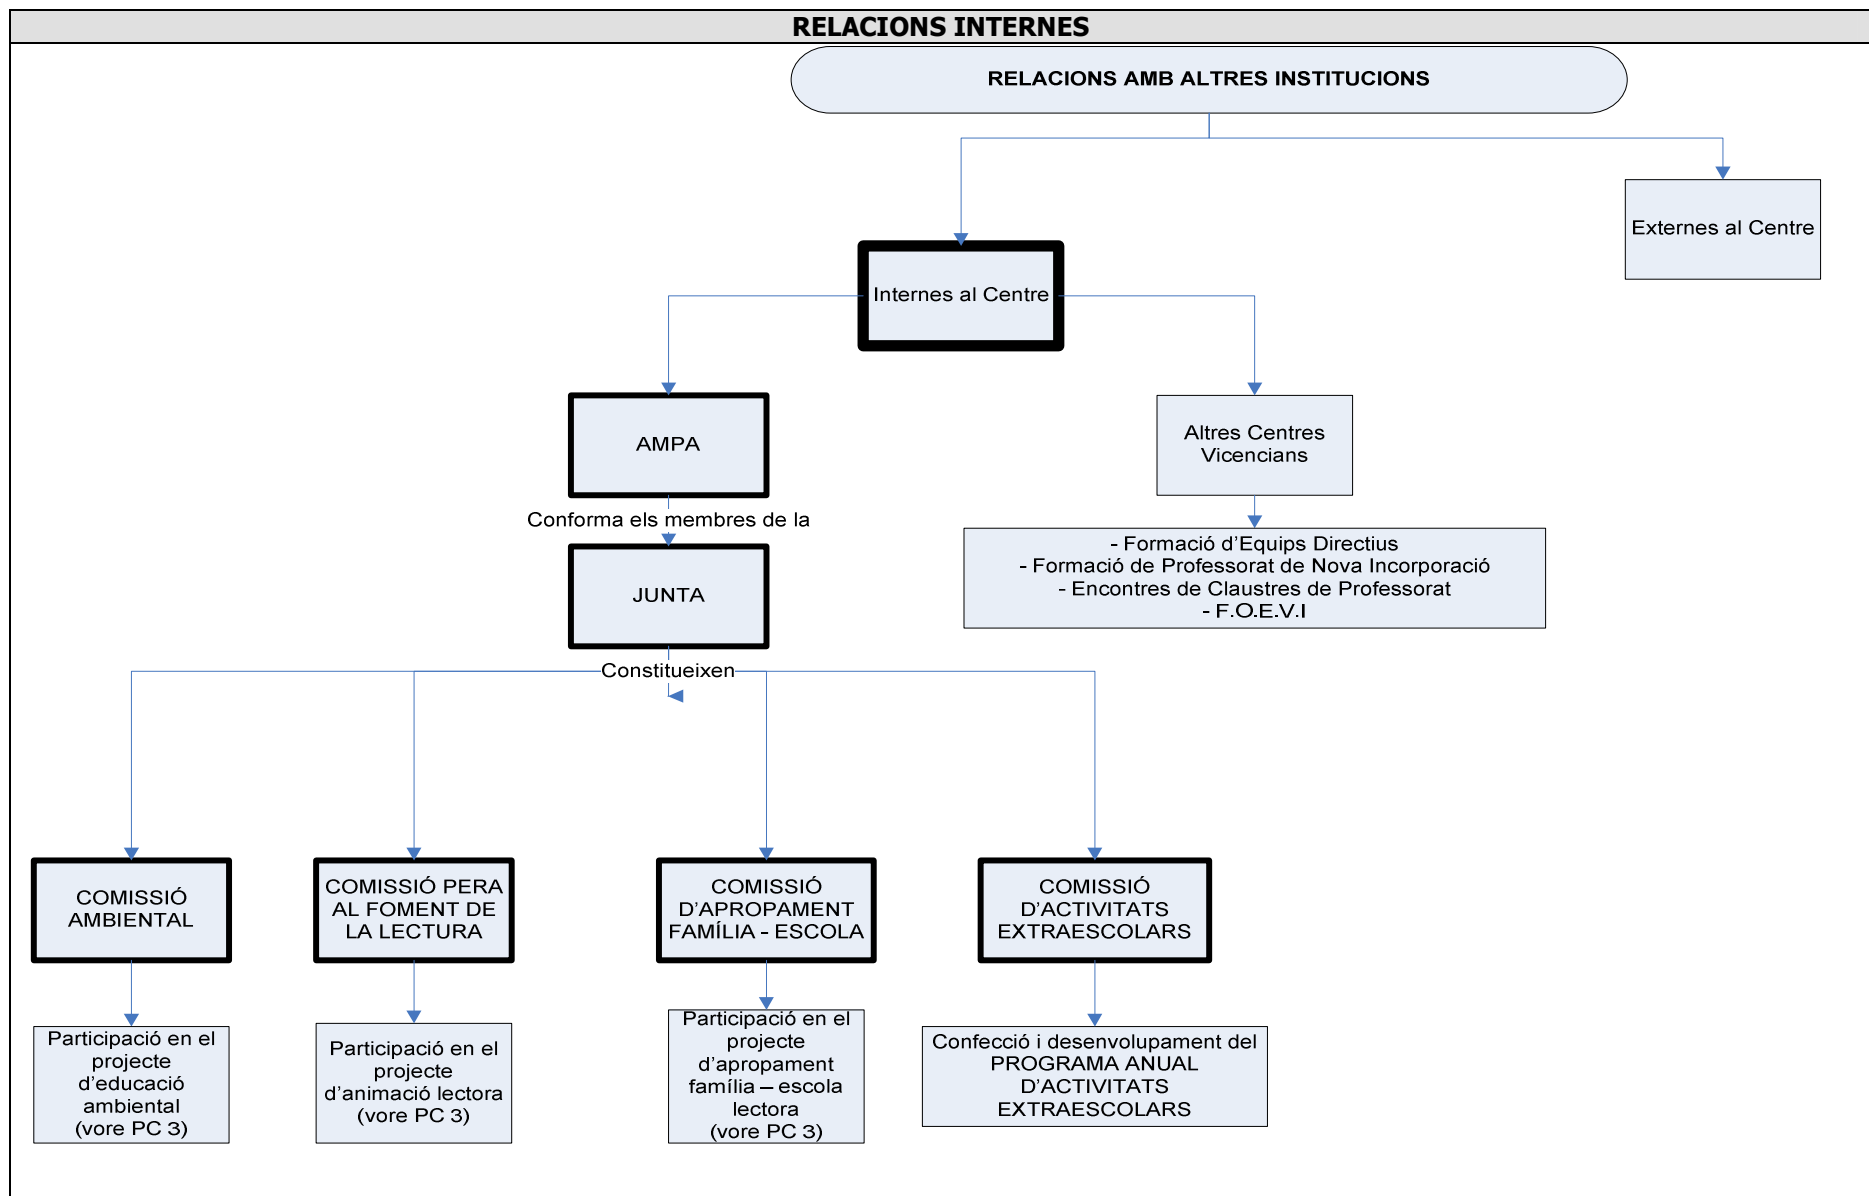 RELACIONS INTERNES
RELACIONS AMB ALTRES INSTITUCIONS
Externes al Centre
Internes al Centre
AMPA
Altres Centres
Vicencians
Conforma els membres de la
JUNTA
- Formació d'Equips Directius
- Formació de Professorat de Nova Incorporació
- Encontres de Claustres de Professorat
- F.O.E.V.I
Constitueixen
COMISSIÓ
AMBIENTAL
COMISSIÓ PERA
AL FOMENT DE
LA LECTURA
COMISSIÓ
D'APROPAMENT
FAMÍLIA - ESCOLA
COMISSIÓ
D'ACTIVITATS
EXTRAESCOLARS
Participació en el
projecte
d'educació
ambiental
(vore PC 3)
Participació en el
projecte
d'animació lectora
(vore PC 3)
Participació en el
projecte
d'apropament
família – escola
lectora
(vore PC 3)
Confecció i desenvolupament del
PROGRAMA ANUAL
D'ACTIVITATS
EXTRAESCOLARS